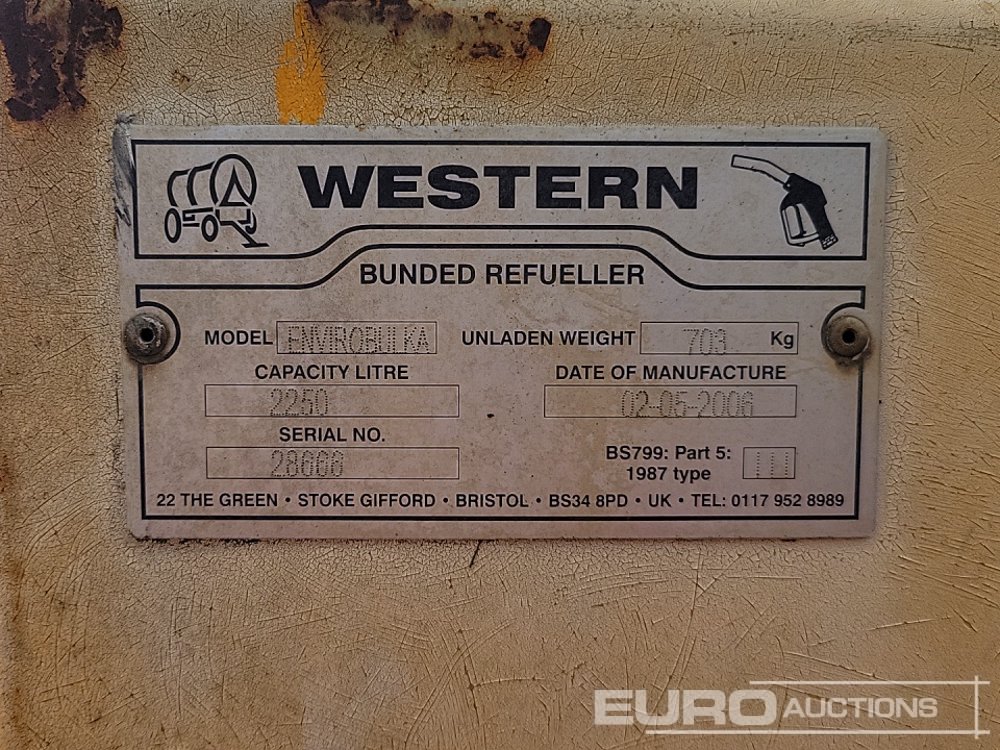 WESTERN
BUNDED REFUELLER
MODEL ENVIROBULKA UNLADEN WEIGHT 703 Kg
CAPACITY LITRE DATE OF MANUFACTURE
2250 02-05-2006
SERIAL NO.
28666
BS799: Part 5:
1987 type III
22 THE GREEN • STOKE GIFFORD • BRISTOL • BS34 8PD • UK • TEL: 0117 952 8989
EURO AUCTIONS